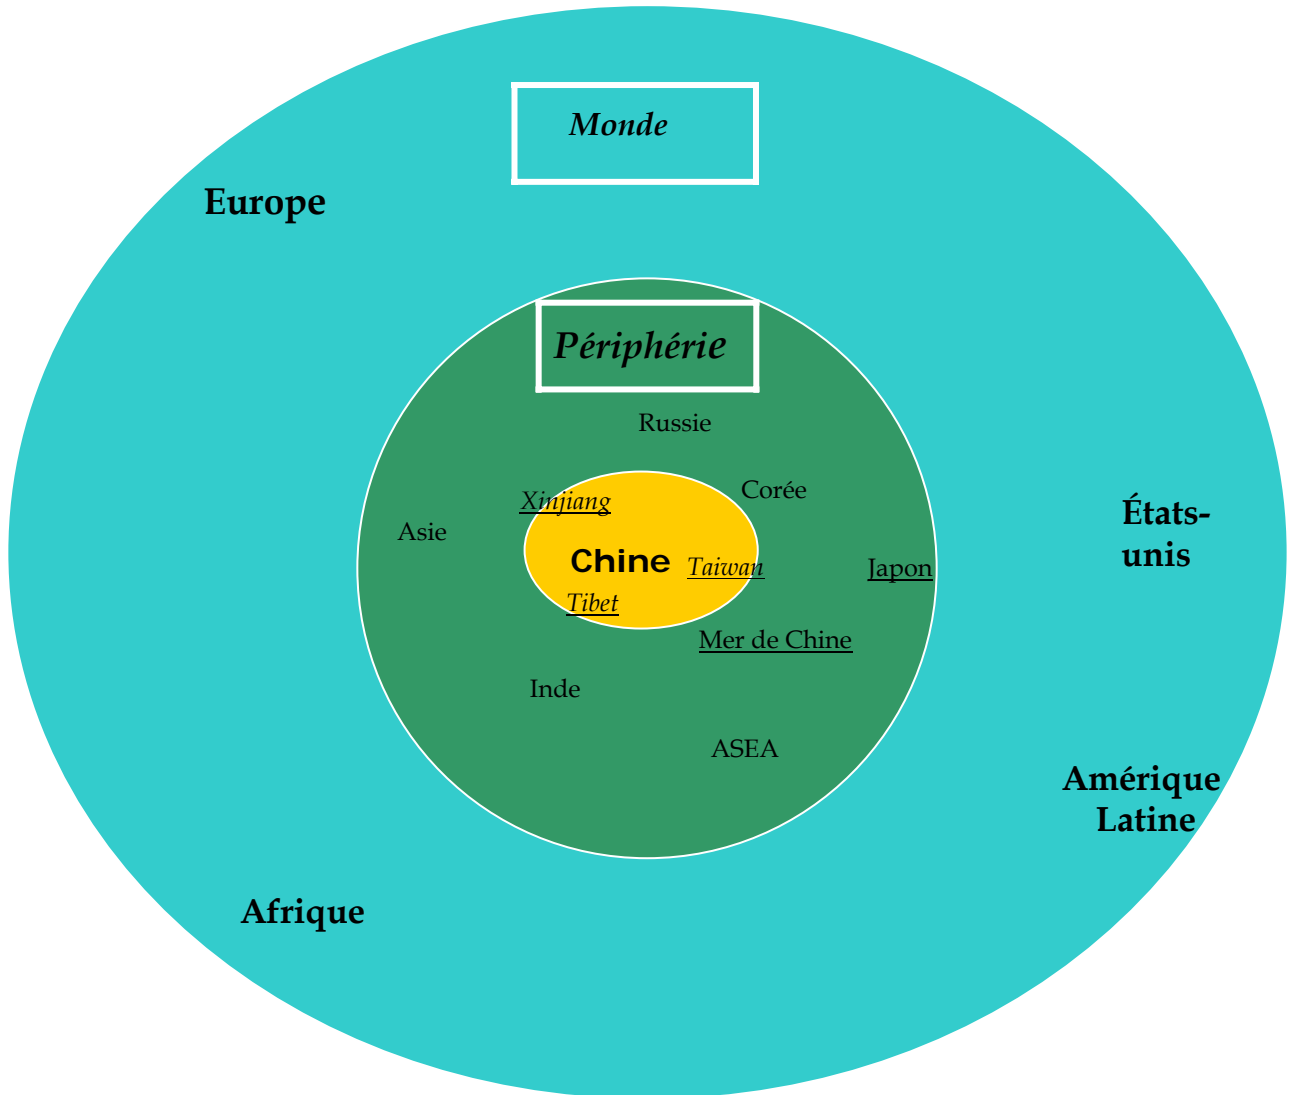 Monde
Europe
Périphérie
Russie
Corée
Xinjiang
Asie
États-
unis
Chine
Taiwan
Japon
Tibet
Mer de Chine
Inde
ASEA
Amérique
Latine
Afrique